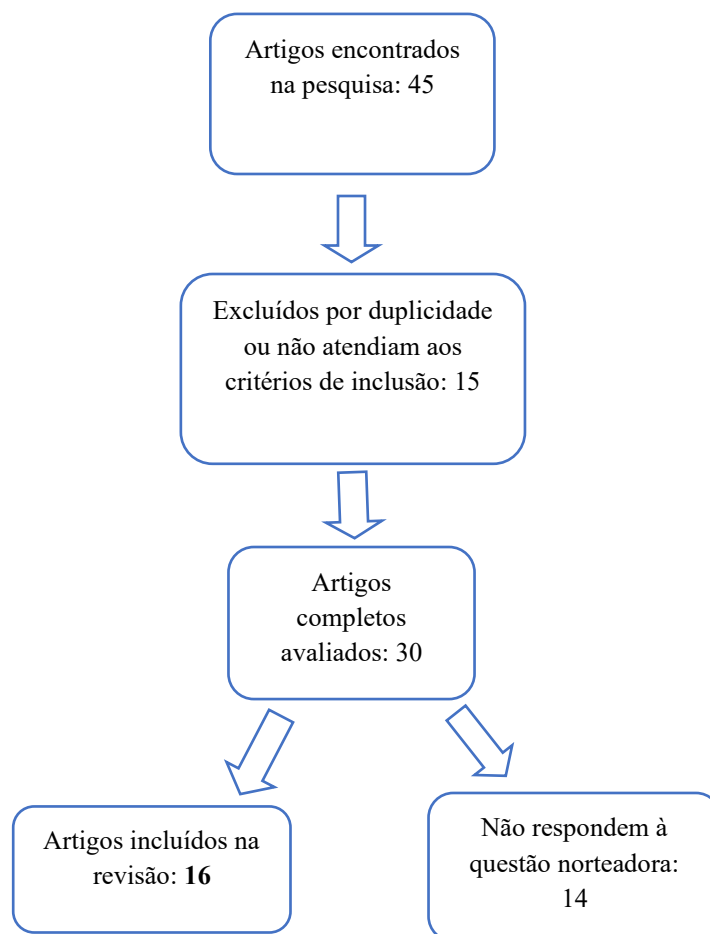 Artigos encontrados
na pesquisa: 45
Excluídos por duplicidade
ou não atendiam aos
critérios de inclusão: 15
Artigos
completos
avaliados: 30
Artigos incluídos na
revisão: 16
Não respondem à
questão norteadora:
14